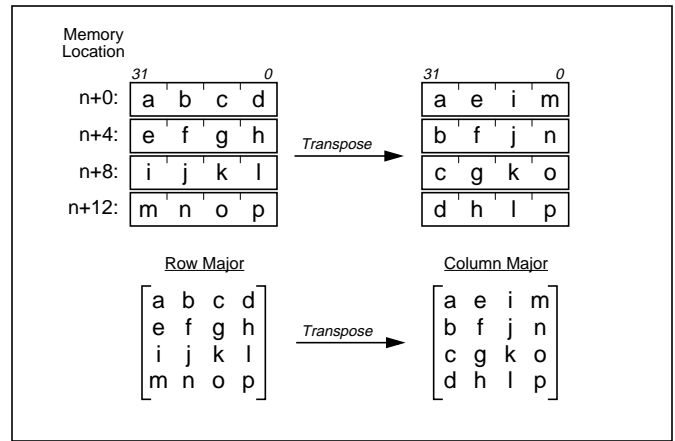 Memory
Location
31 0 31 0
n+0: a b c d a e i m
n+4: e f g h Transpose b f j n
n+8: i j k l c g k o
n+12: m n o p d h l p
Row Major Column Major
a b c d a e i m
e f g h Transpose b f j n
i j k l c g k o
m n o p d h l p